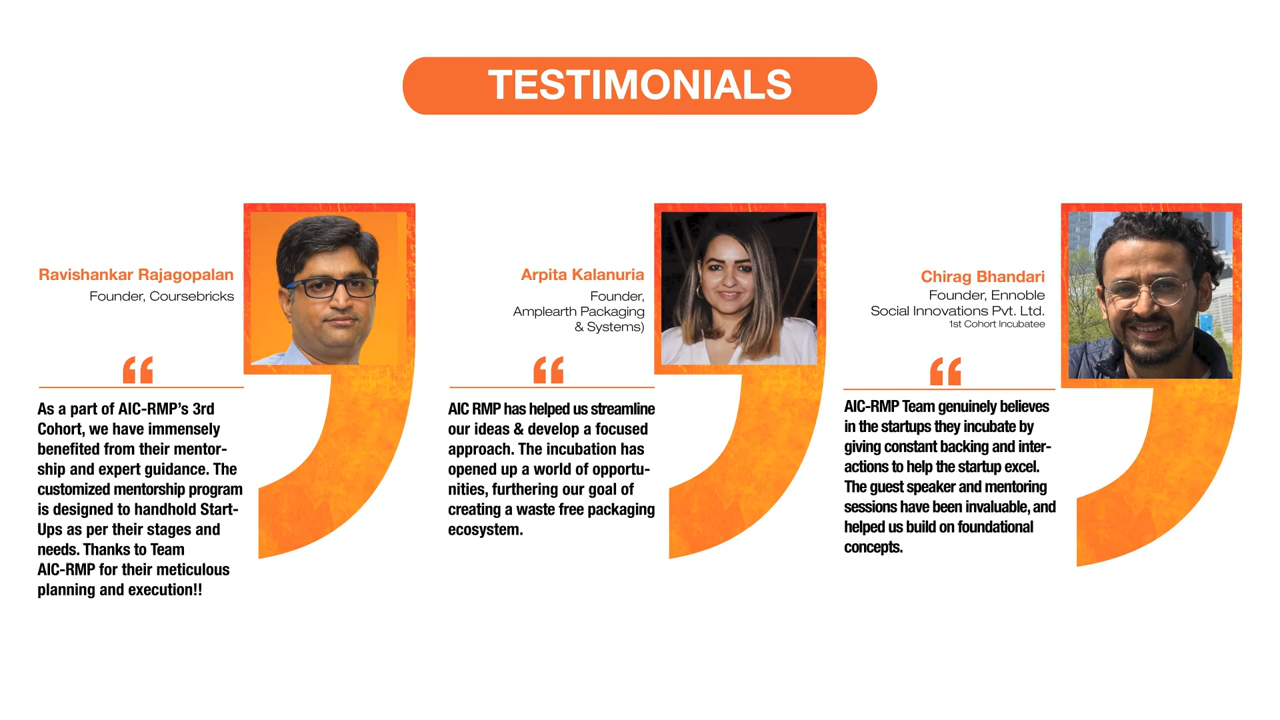 TESTIMONIALS
Ravishankar Rajagopalan
Founder, Coursebricks
“
As a part of AIC-RMP’s 3rd
Cohort, we have immensely
benefited from their mentor-
ship and expert guidance. The
customized mentorship program
is designed to handhold Start-
Ups as per their stages and
needs. Thanks to Team
AIC-RMP for their meticulous
planning and execution!!
Arpita Kalanuria
Founder,
Amplearth Packaging
& Systems)
“
AIC RMP has helped us streamline
our ideas & develop a focused
approach. The incubation has
opened up a world of opportu-
nities, furthering our goal of
creating a waste free packaging
ecosystem.
Chirag Bhandari
Founder, Ennoble
Social Innovations Pvt. Ltd.
1st Cohort Incubatee
“
AIC-RMP Team genuinely believes
in the startups they incubate by
giving constant backing and inter-
actions to help the startup excel.
The guest speaker and mentoring
sessions have been invaluable, and
helped us build on foundational
concepts.